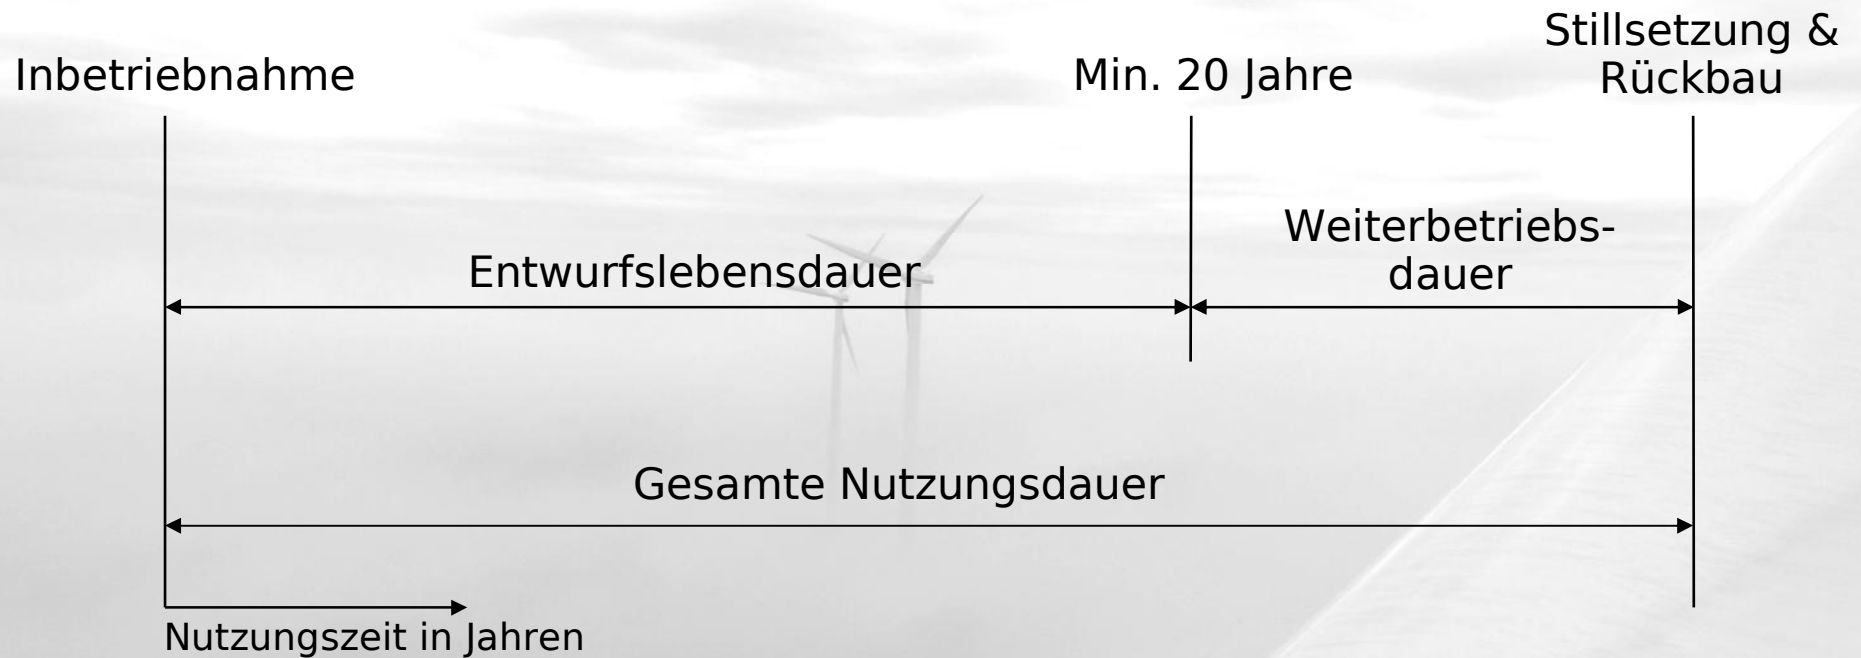 Inbetriebnahme
Min. 20 Jahre
Stillsetzung &
Rückbau
Entwurfslebensdauer
Weiterbetriebs-
dauer
Gesamte Nutzungsdauer
Nutzungszeit in Jahren